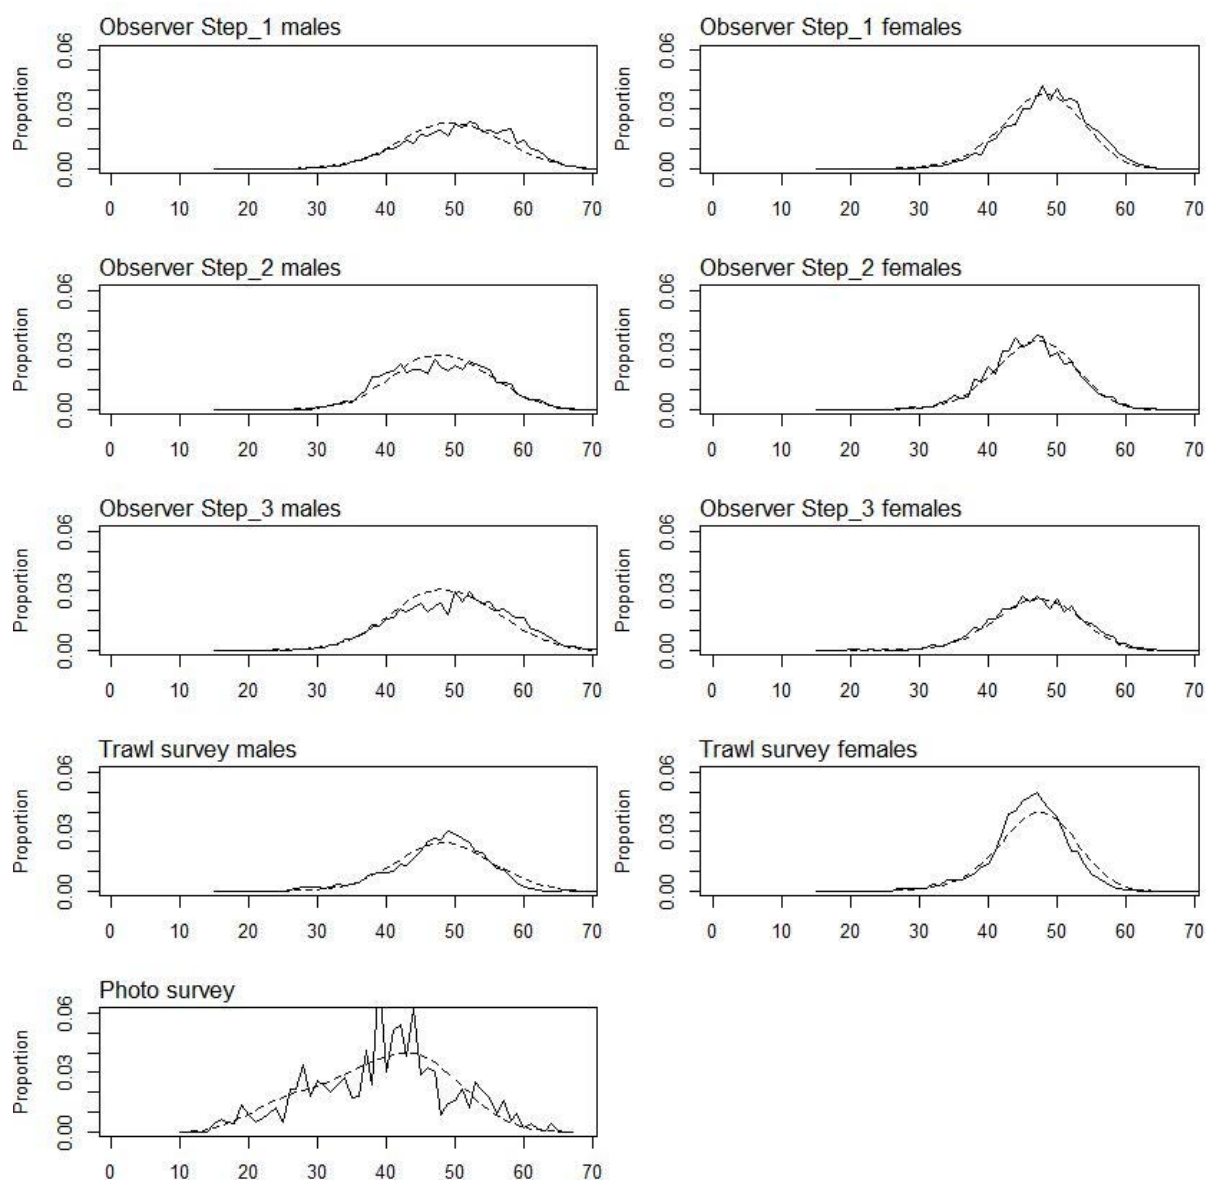 Observer Step_1 males
Proportion
0.00 0.03 0.06
0 10 20 30 40 50 60 70
Observer Step_1 females
Proportion
0.00 0.03 0.06
0 10 20 30 40 50 60 70
Observer Step_2 males
Proportion
0.00 0.03 0.06
0 10 20 30 40 50 60 70
Observer Step_2 females
Proportion
0.00 0.03 0.06
0 10 20 30 40 50 60 70
Observer Step_3 males
Proportion
0.00 0.03 0.06
0 10 20 30 40 50 60 70
Observer Step_3 females
Proportion
0.00 0.03 0.06
0 10 20 30 40 50 60 70
Trawl survey males
Proportion
0.00 0.03 0.06
0 10 20 30 40 50 60 70
Trawl survey females
Proportion
0.00 0.03 0.06
0 10 20 30 40 50 60 70
Photo survey
Proportion
0.00 0.03 0.06
0 10 20 30 40 50 60 70